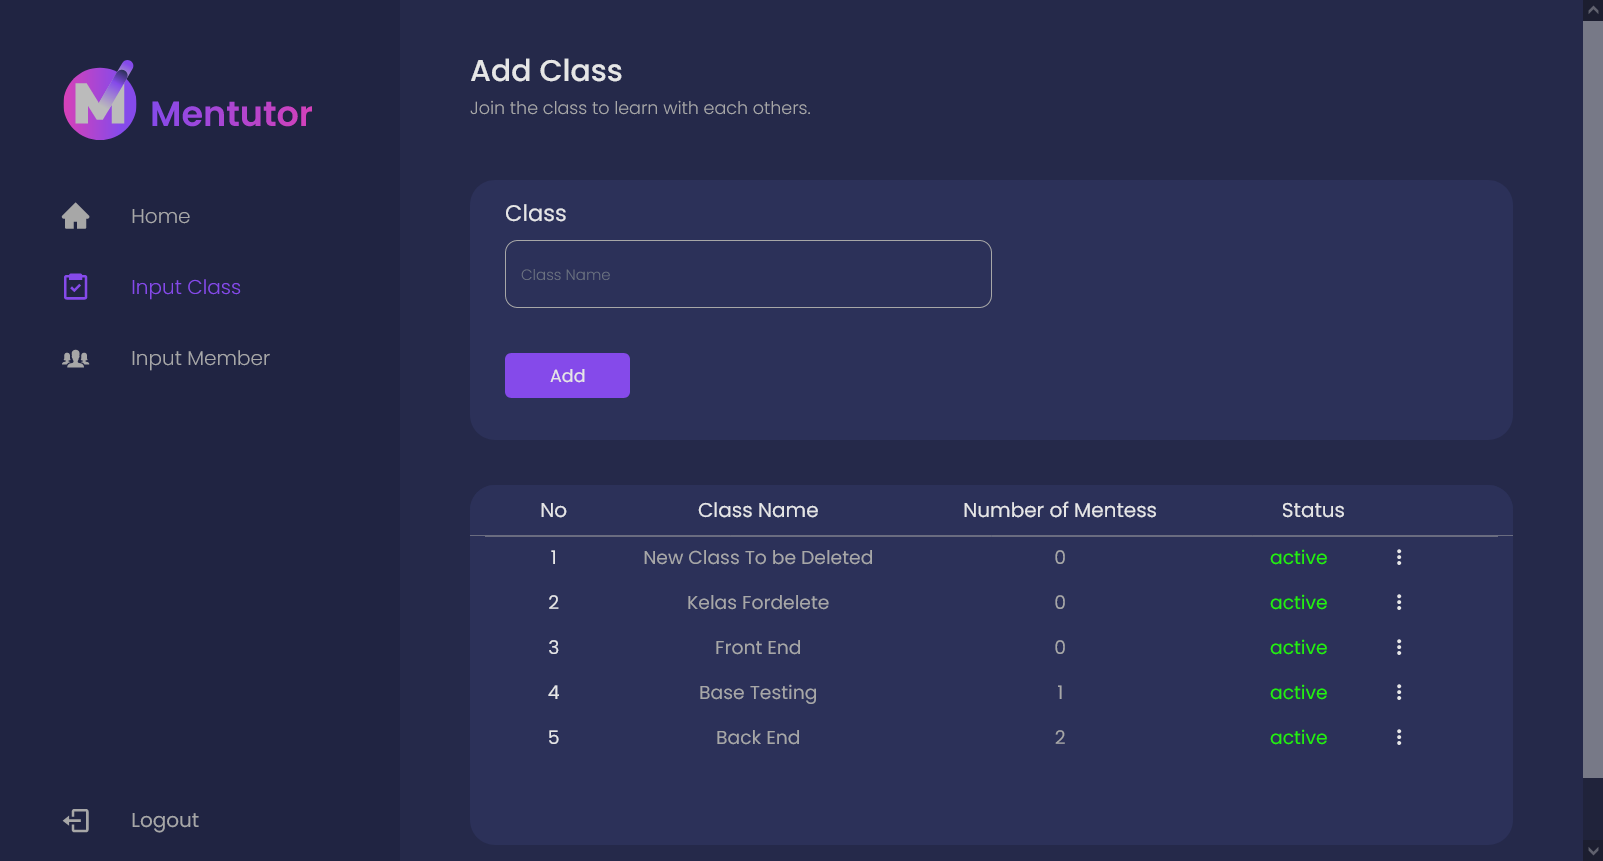 Mentutor
Home
Input Class
Input Member
Logout
Add Class
Join the class to learn with each others.
Class
Class Name
Add
No Class Name Number of Mentess Status
1 New Class To be Deleted 0 active
2 Kelas Fordelete 0 active
3 Front End 0 active
4 Base Testing 1 active
5 Back End 2 active